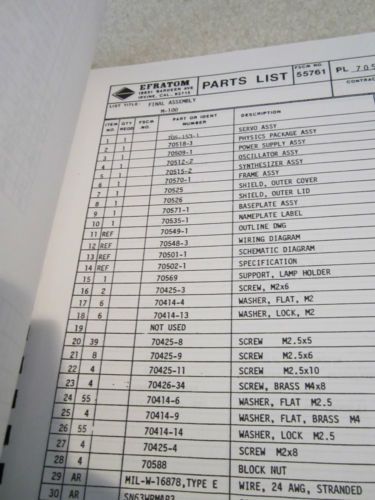 EFRATOM
IRVINE, CAL.
PARTS LIST
FSCM NO.
55761
PL 705
CONTRAC
LIST TITLE: FINAL ASSEMBLY
M-100
ITEM NO. QTY REQD FSCM NO. PART OR IDENT NUMBER DESCRIPTION
1 1 SERVO ASSY
2 1 70518-3 PHYSICS PACKAGE ASSY
3 1 70509-1 POWER SUPPLY ASSY
4 1 70512-2 OSCILLATOR ASSY
5 1 70515-2 SYNTHESIZER ASSY
6 1 70570-1 FRAME ASSY
7 1 70525 SHIELD, OUTER COVER
8 1 70526 SHIELD, OUTER LID
9 1 70571-1 BASEPLATE ASSY
10 1 70535-1 NAMEPLATE LABEL
11 REF 70549-1 OUTLINE DWG
12 REF 70548-3 WIRING DIAGRAM
13 REF 70501-1 SCHEMATIC DIAGRAM
14 REF 70502-1 SPECIFICATION
15 1 70569 SUPPORT, LAMP HOLDER
16 2 70425-3 SCREW, M2x6
17 6 70414-4 WASHER, FLAT, M2
18 6 70414-13 WASHER, LOCK, M2
19 NOT USED
20 39 70425-8 SCREW M2.5x5
21 8 70425-9 SCREW M2.5x6
22 4 70425-11 SCREW M2.5x10
23 4 70426-34 SCREW, BRASS M4x8
24 55 70414-6 WASHER, FLAT M2.5
25 4 70414-9 WASHER, FLAT, BRASS M4
26 55 70414-14 WASHER, LOCK M2.5
27 4 70425-4 SCREW M2x8
28 4 70588 BLOCK NUT
29 AR MIL-W-16878,TYPE E WIRE, 24 AWG, STRANDED
30 AR